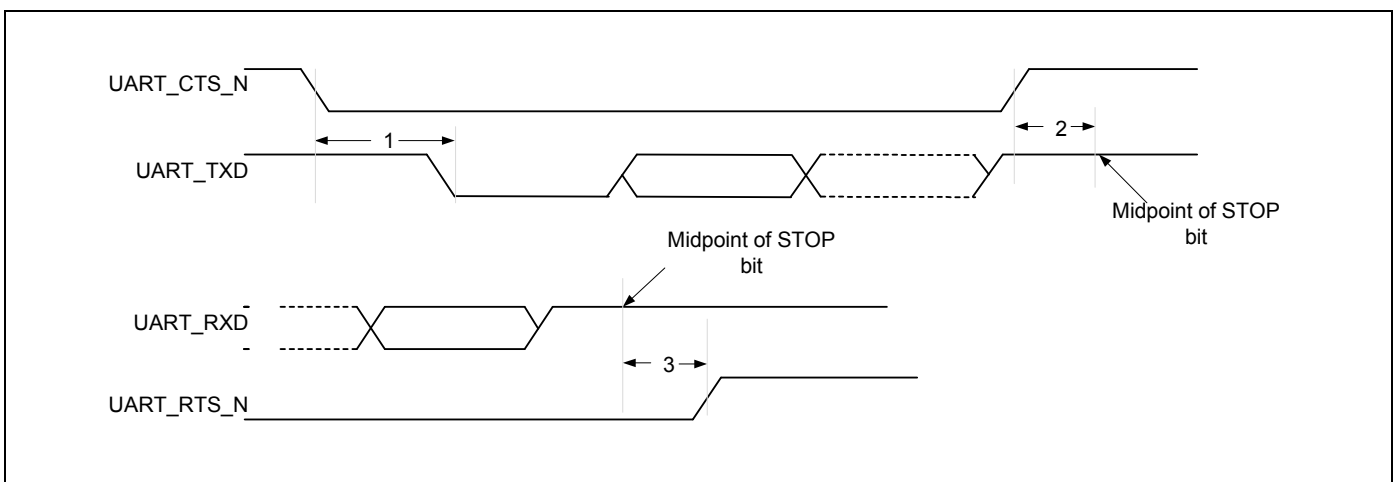 UART_CTS_N
1
2
UART_TXD
Midpoint of STOP
bit
Midpoint of STOP
bit
UART_RXD
3
UART_RTS_N